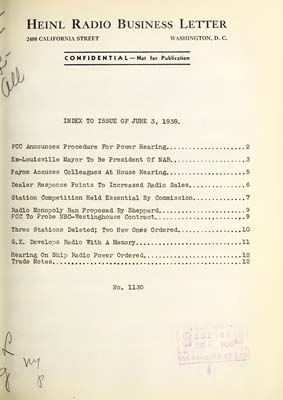 HEINL RADIO BUSINESS LETTER
2400 CALIFORNIA STREET WASHINGTON, D. C.
CONFIDENTIAL—Not for Publication
all
INDEX TO ISSUE OF JUNE 3, 1938.
FCC Announces Procedure For Power Hearing....................2
Ex-Louisville Mayor To Be President Of NAB...................3
Payne Accuses Colleagues At House Hearing....................5
Dealer Response Points To Increased Radio Sales..............6
Station Competition Held Essential By Commission.............7
Radio Monopoly Ban Proposed By Sheppard......................9
FCC To Probe NBC-Westinghouse Contract.......................9
Three Stations Deleted; Two New Ones Ordered................10
G.E. Develops Radio With A Memory...........................11
Hearing On Ship Radio Power Ordered.........................12
Trade Notes.................................................12
No. 1130